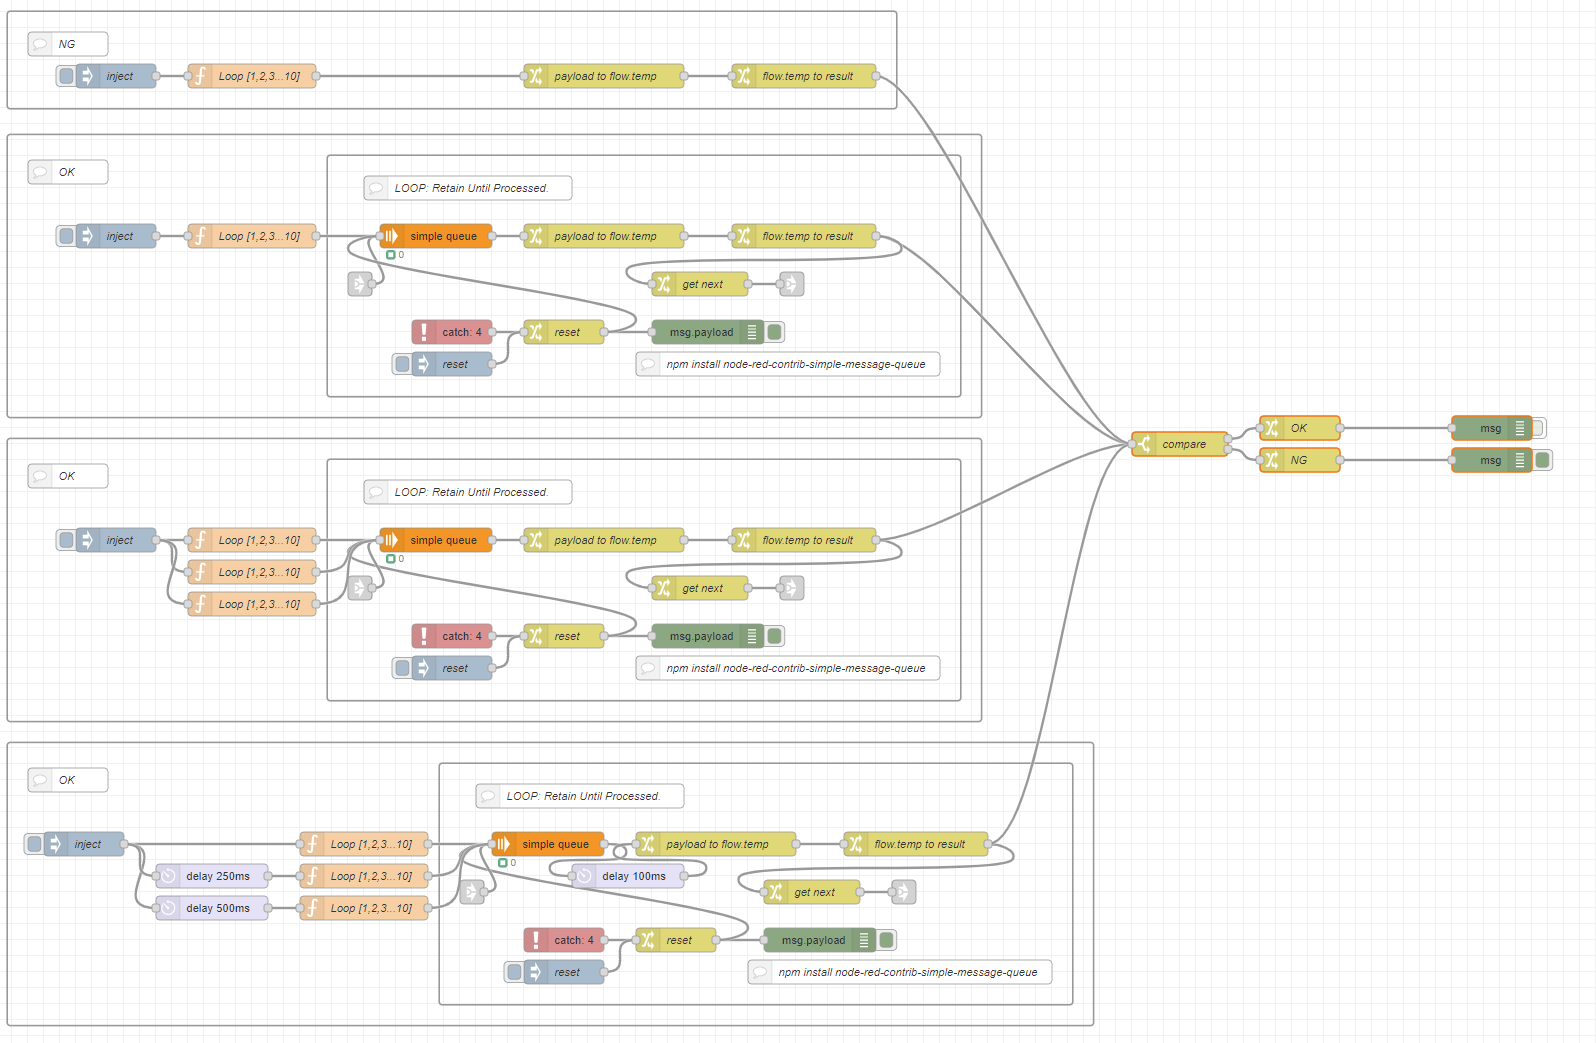 NG
inject
Loop [1,2,3...10]
payload to flow.temp
flow.temp to result
OK
LOOP: Retain Until Processed.
inject
Loop [1,2,3...10]
simple queue
payload to flow.temp
flow.temp to result
0
get next
catch: 4
reset
msg.payload
reset
npm install node-red-contrib-simple-message-queue
compare
OK
msg
NG
msg
OK
LOOP: Retain Until Processed.
inject
Loop [1,2,3...10]
simple queue
payload to flow.temp
flow.temp to result
0
Loop [1,2,3...10]
get next
Loop [1,2,3...10]
catch: 4
reset
msg.payload
reset
npm install node-red-contrib-simple-message-queue
OK
LOOP: Retain Until Processed.
inject
Loop [1,2,3...10]
simple queue
payload to flow.temp
flow.temp to result
0
delay 250ms
Loop [1,2,3...10]
delay 100ms
get next
delay 500ms
Loop [1,2,3...10]
catch: 4
reset
msg.payload
reset
npm install node-red-contrib-simple-message-queue